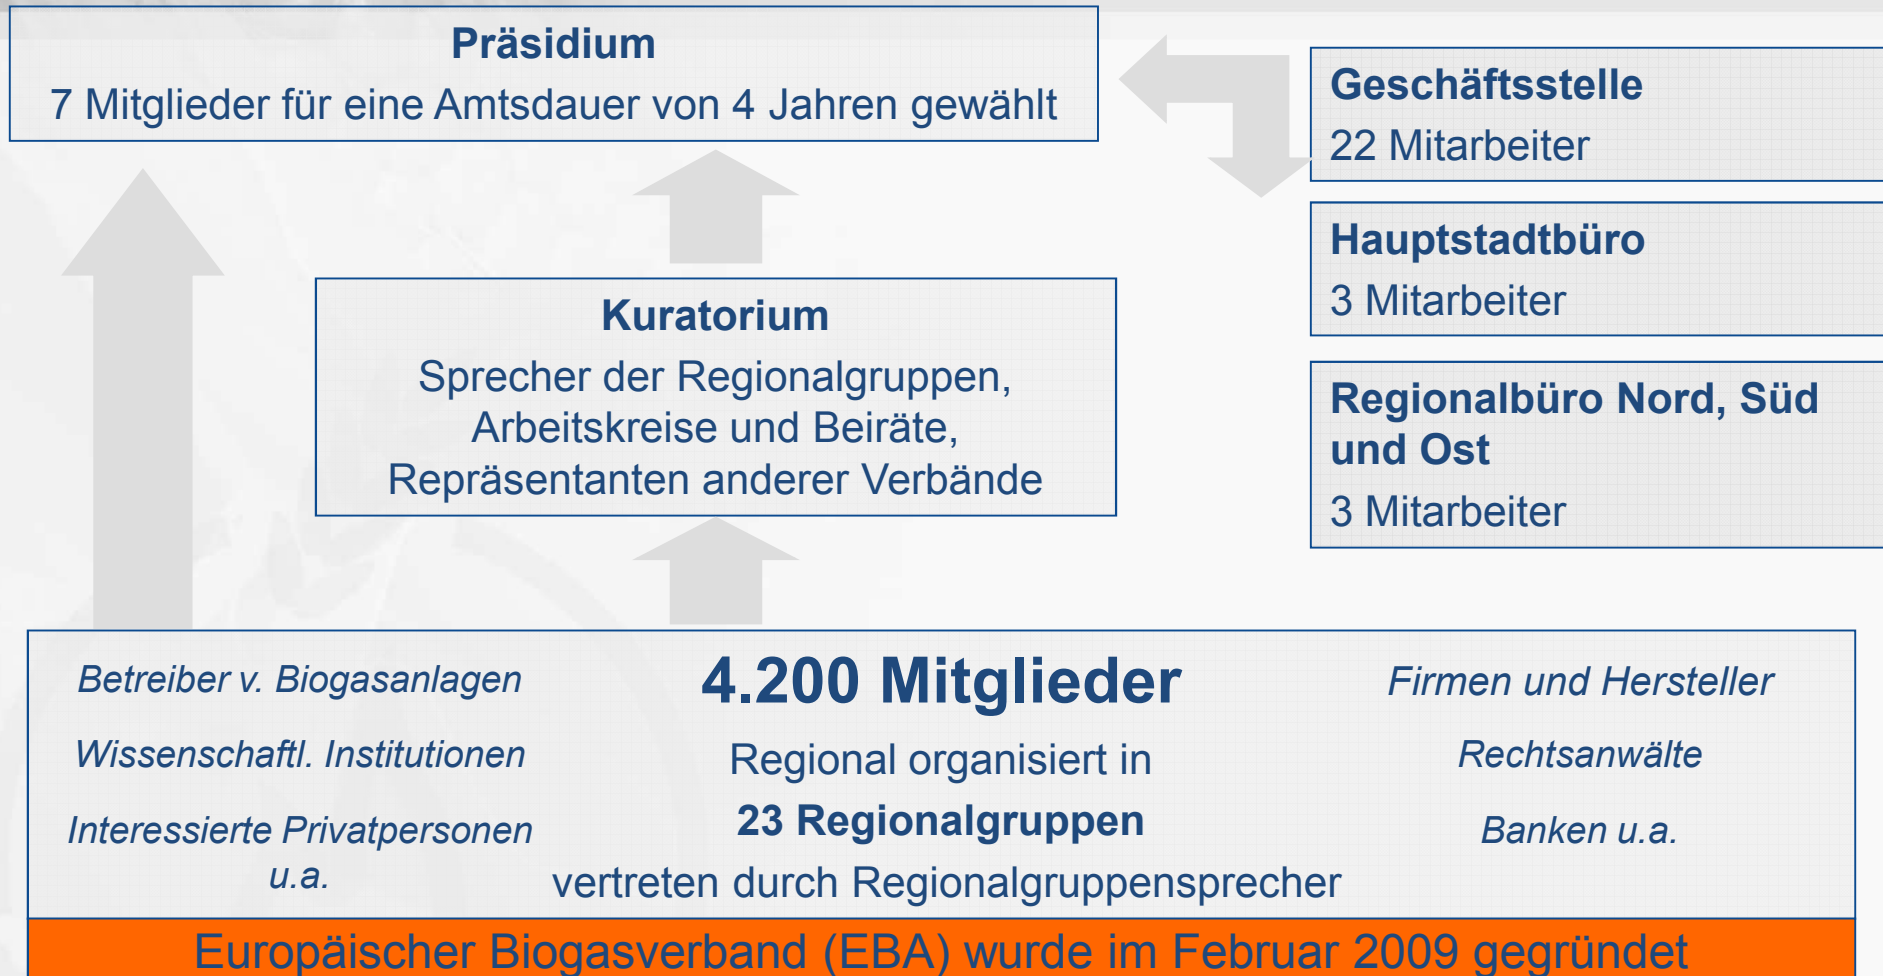 Präsidium
7 Mitglieder für eine Amtsdauer von 4 Jahren gewählt
Geschäftsstelle
22 Mitarbeiter
Hauptstadtbüro
3 Mitarbeiter
Regionalbüro Nord, Süd
und Ost
3 Mitarbeiter
Kuratorium
Sprecher der Regionalgruppen,
Arbeitskreise und Beiräte,
Repräsentanten anderer Verbände
Betreiber v. Biogasanlagen
Wissenschaftl. Institutionen
Interessierte Privatpersonen
u.a.
4.200 Mitglieder
Regional organisiert in
23 Regionalgruppen
vertreten durch Regionalgruppensprecher
Firmen und Hersteller
Rechtsanwälte
Banken u.a.
Europäischer Biogasverband (EBA) wurde im Februar 2009 gegründet